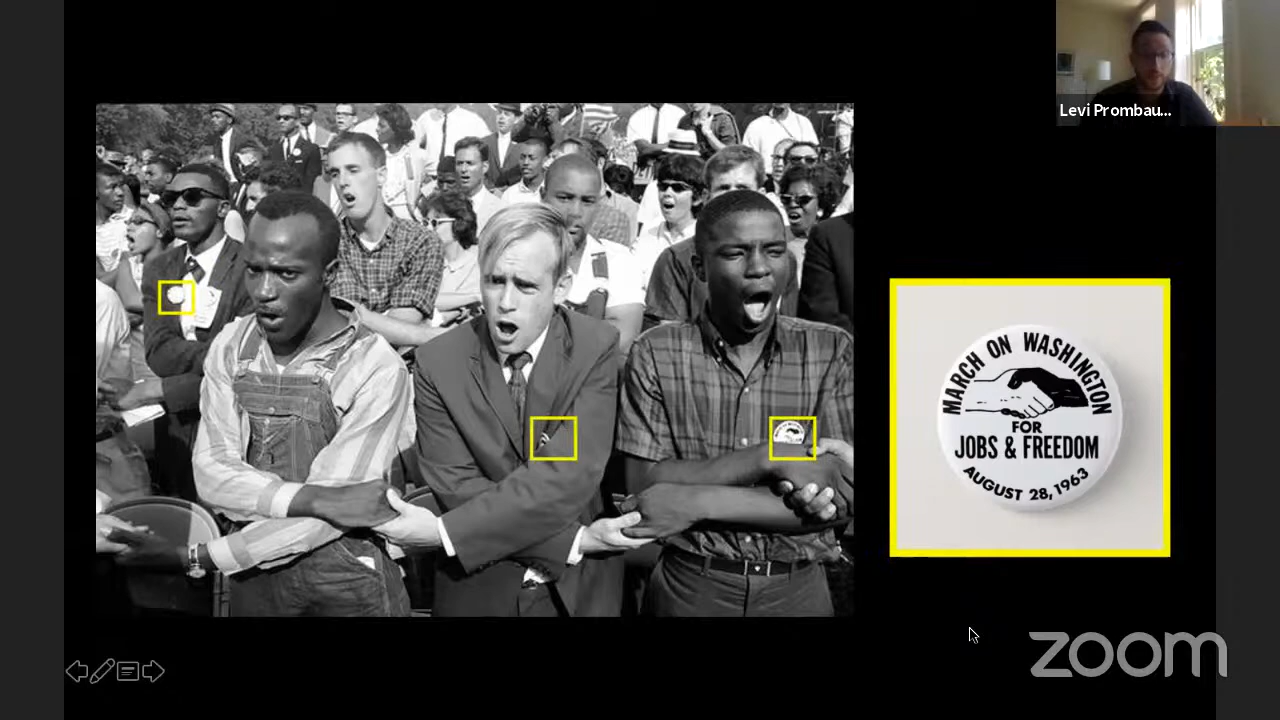 Levi Prombau...
MARCH ON WASHINGTON
FOR
JOBS & FREEDOM
AUGUST 28, 1963
zoom